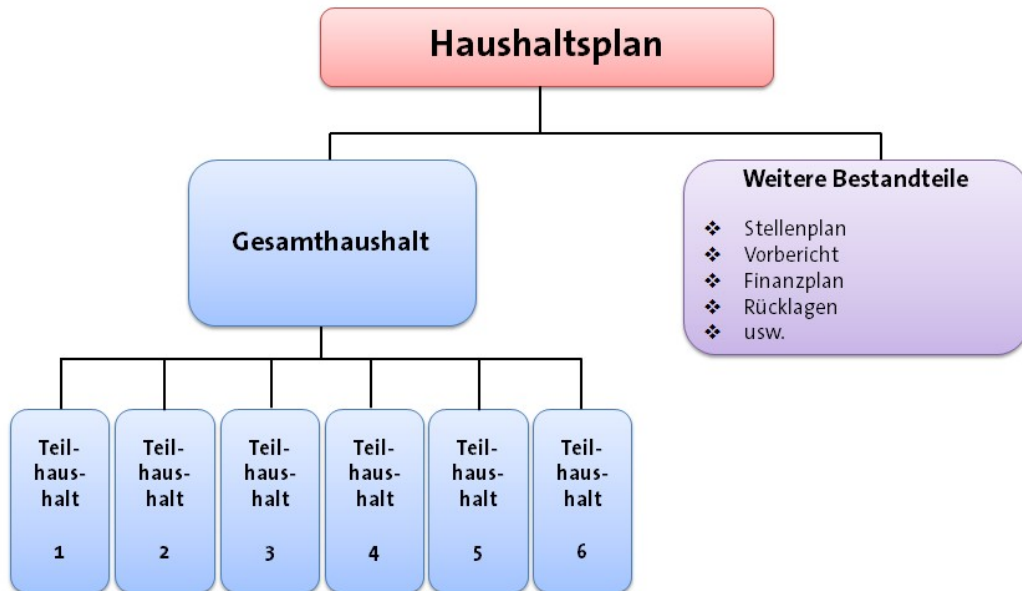 Haushaltsplan
Gesamthaushalt
Weitere Bestandteile
❖ Stellenplan
❖ Vorbericht
❖ Finanzplan
❖ Rücklagen
❖ usw.
Teil-
haus-
halt
1
Teil-
haus-
halt
2
Teil-
haus-
halt
3
Teil-
haus-
halt
4
Teil-
haus-
halt
5
Teil-
haus-
halt
6